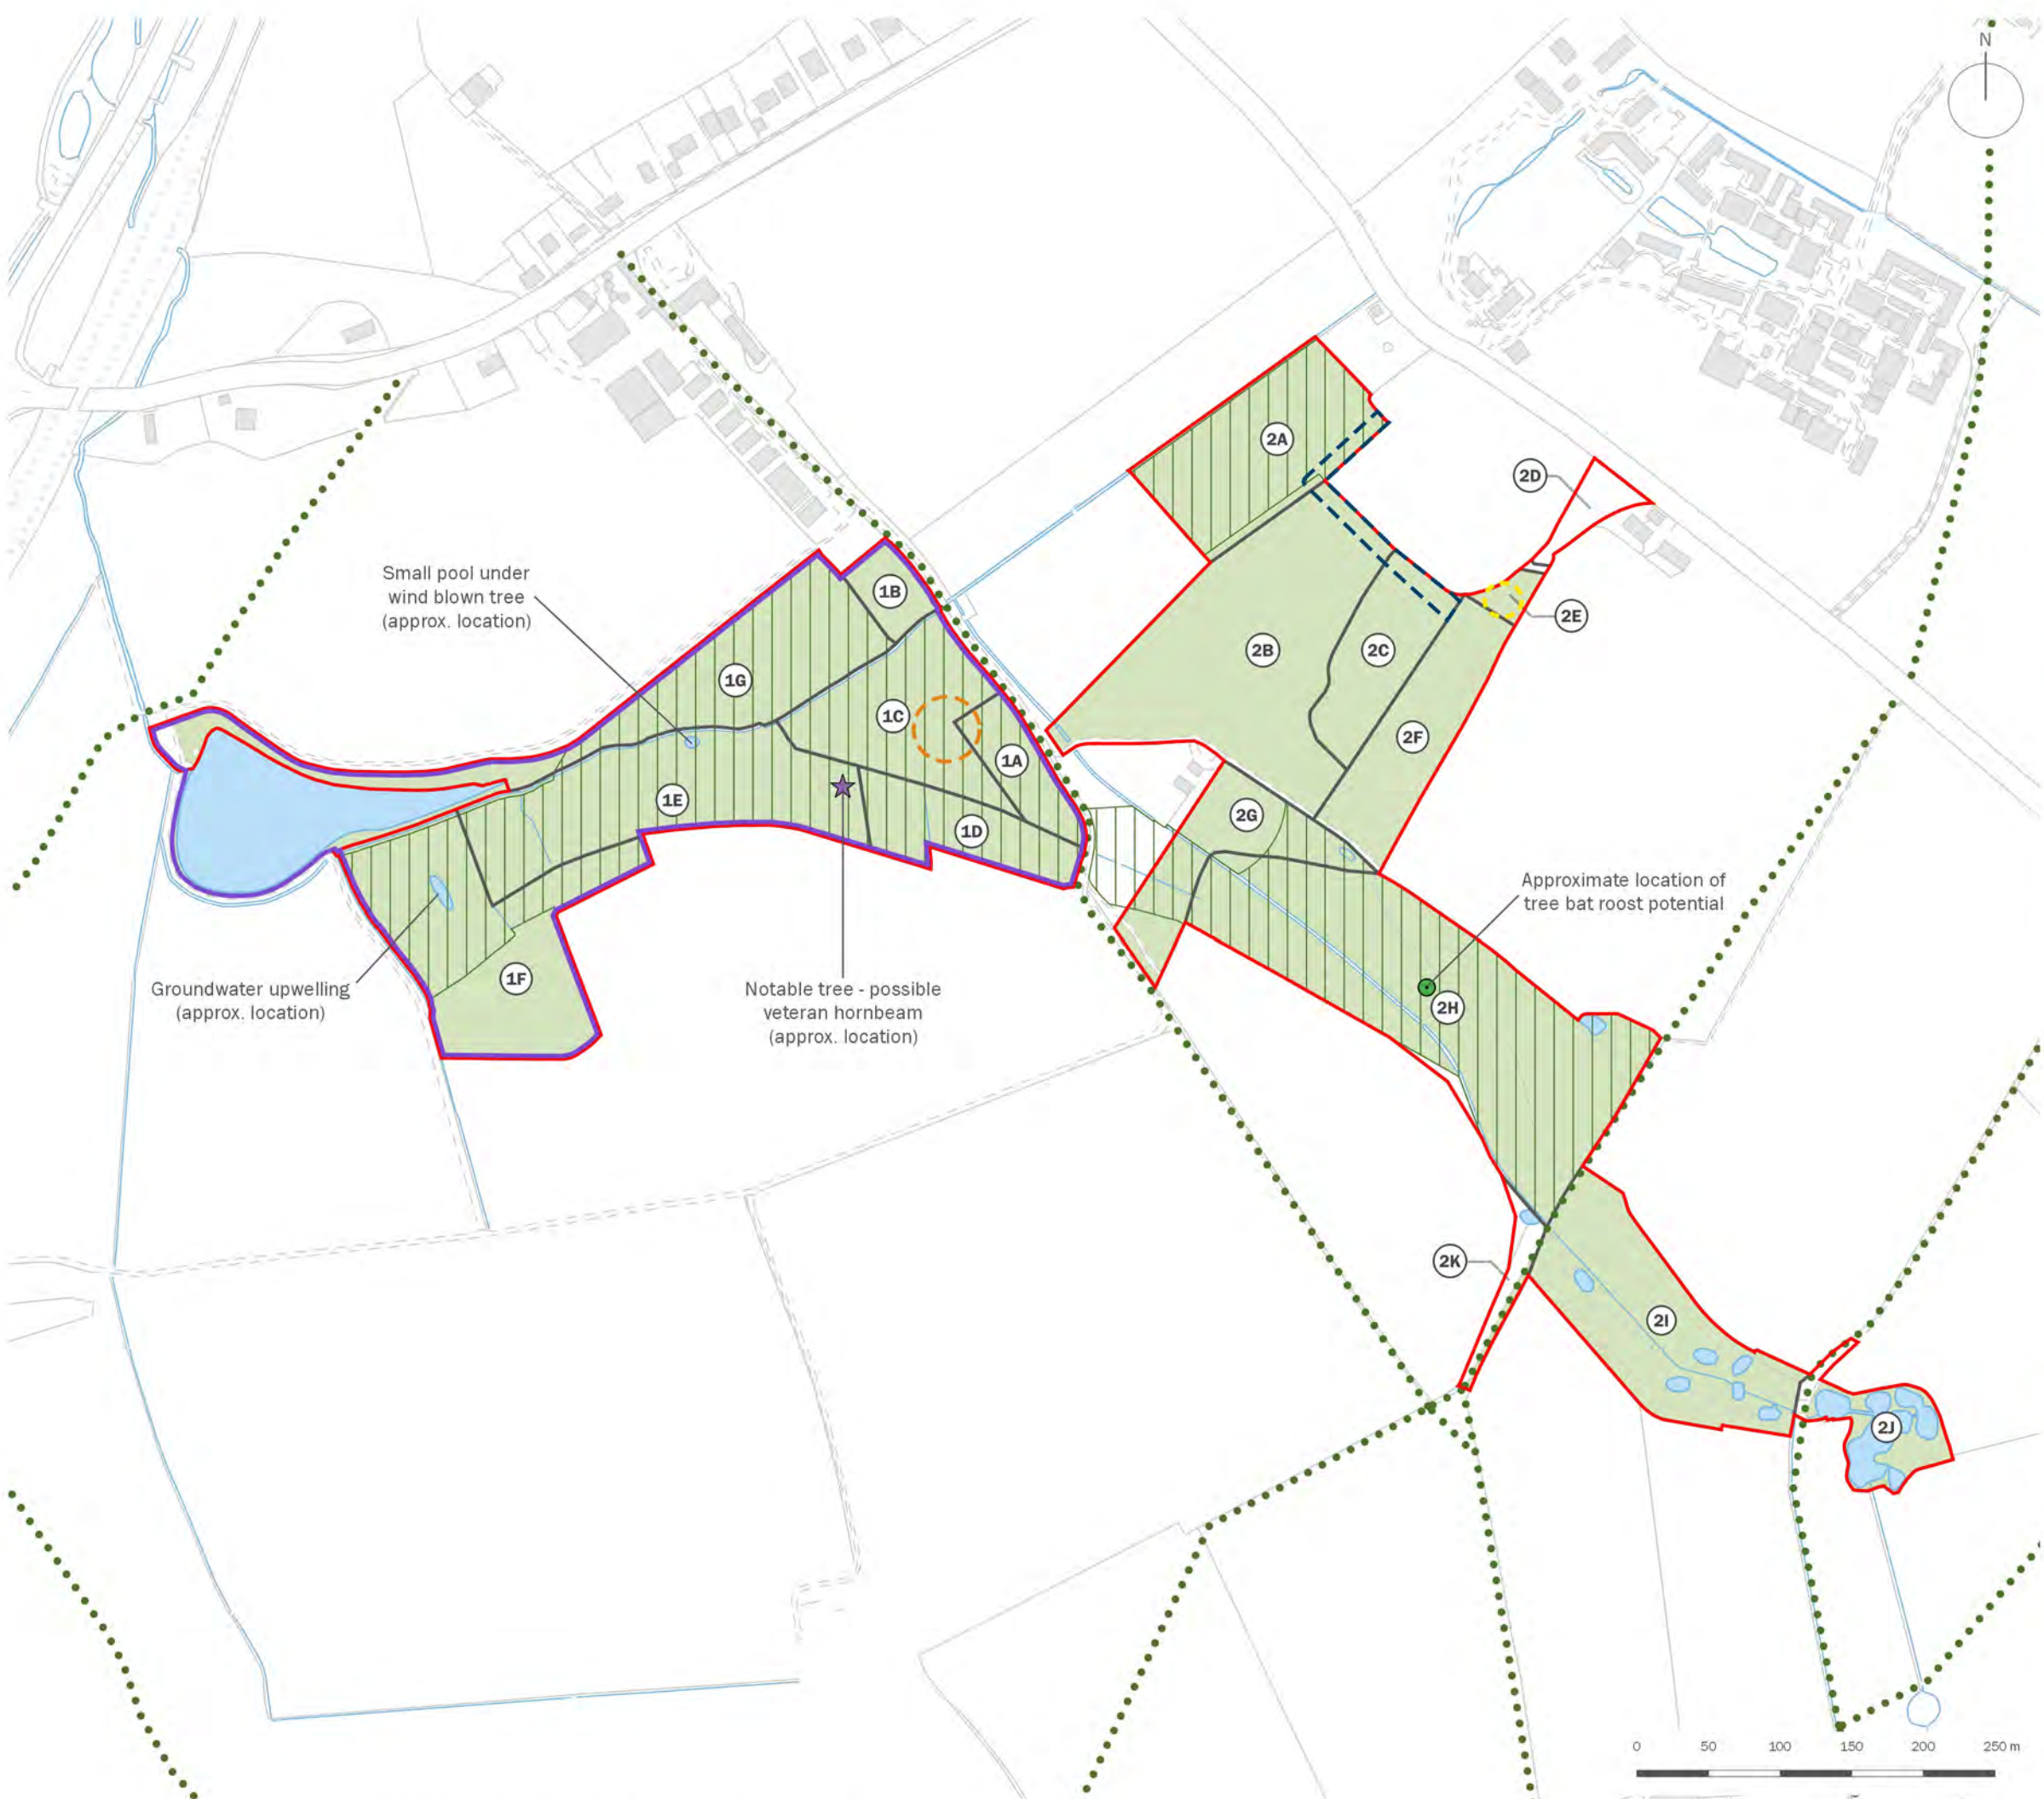 N
2A
2D
Small pool under
wind blown tree
(approx. location)
1B
2E
2B
2C
1G
1C
2F
1A
1E
2G
1D
Approximate location of
tree bat roost potential
Groundwater upwelling
(approx. location)
1F
Notable tree - possible
veteran hornbeam
(approx. location)
2H
2K
2I
2J
0 50 100 150 200 250 m